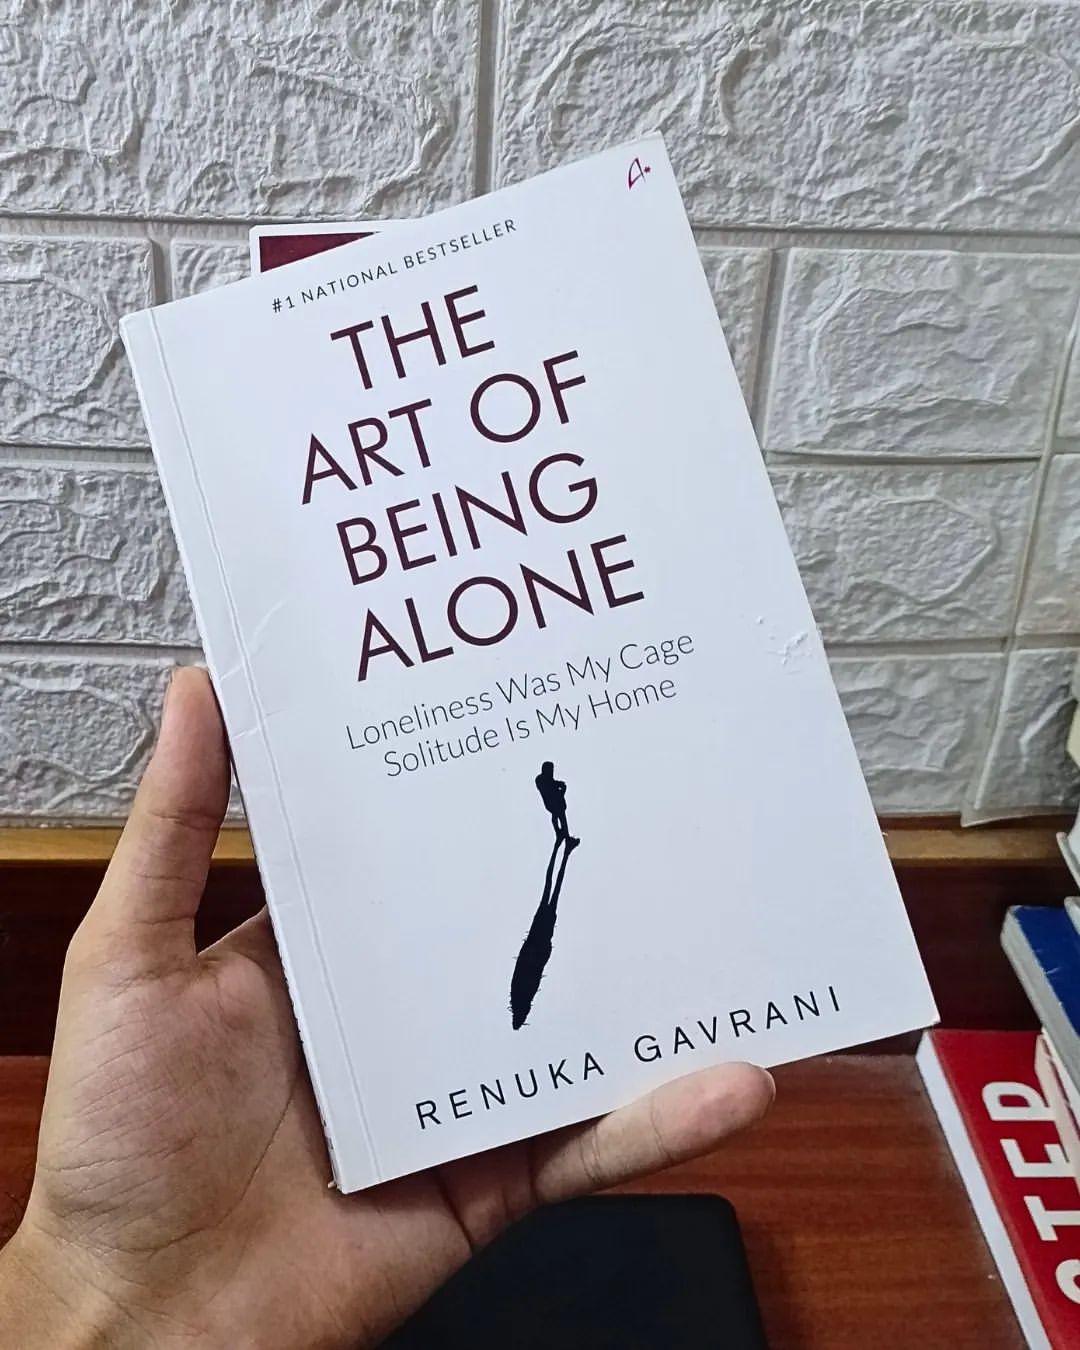 #1 NATIONAL BESTSELLER
THE
ART OF
BEING
ALONE
Loneliness Was My Cage
Solitude Is My Home
RENUKA GAVRANI